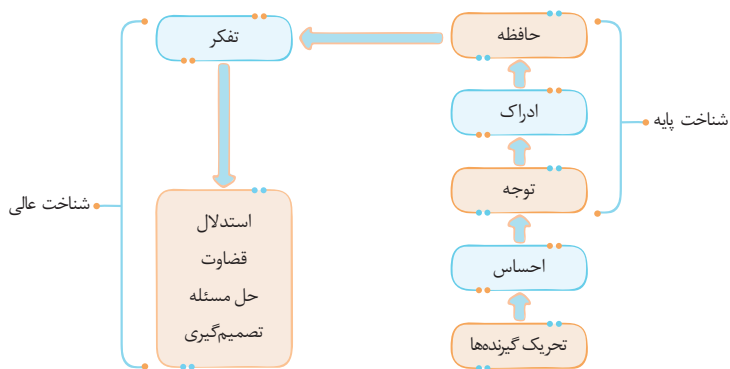 حافظه
تفکر
ادراک
شناخت پایه
توجه
شناخت عالی
استدلال
قضاوت
حل مسئله
تصمیم‌گیری
احساس
تحریک گیرنده‌ها